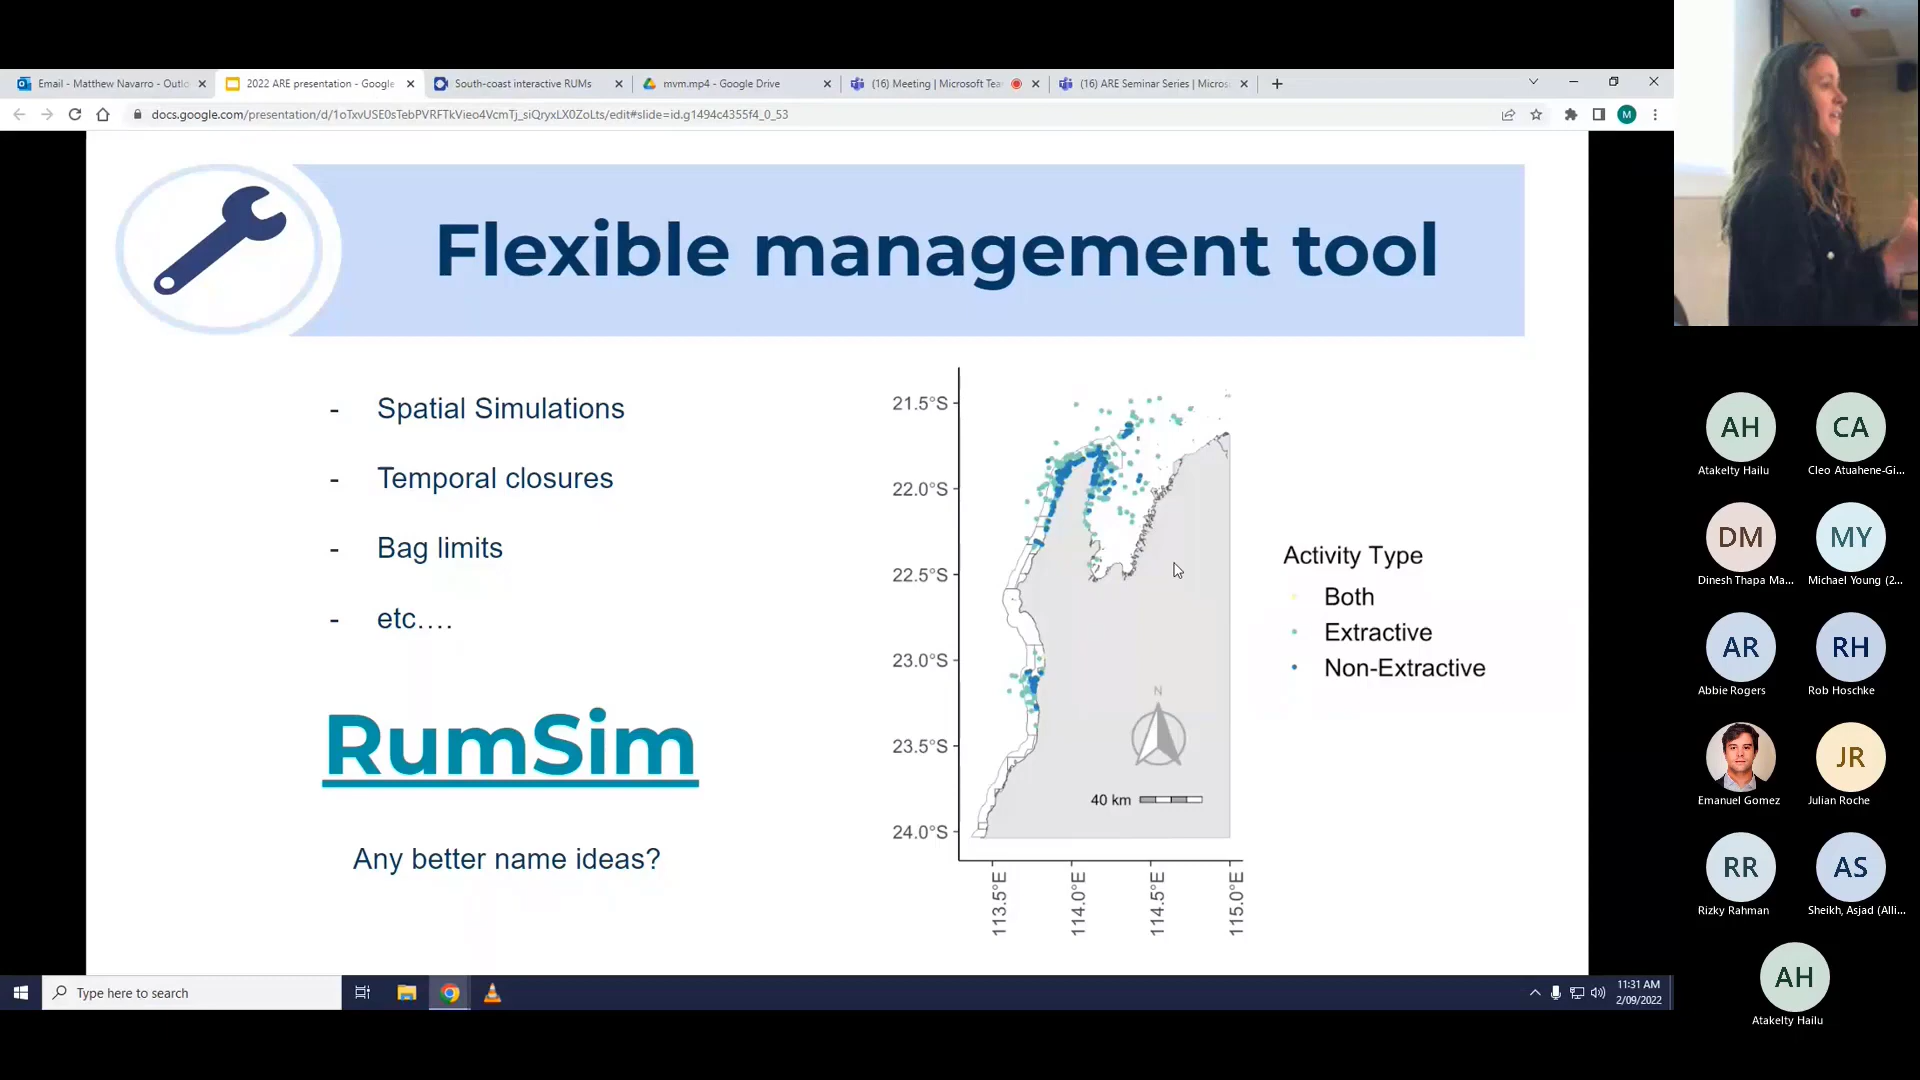 Email - Matthew Navarro - Outlo
2022 ARE presentation - Google
South-coast interactive RUMs
mvm.mp4 - Google Drive
(16) Meeting | Microsoft Tea
(16) ARE Seminar Series | Micros
docs.google.com/presentation/d/1oTxvUSE0sTebPVRFTkVieo4VcmTj_siQryxLX0ZoLts/edit#slide=id.g1494c4355f4_0_53
M
Flexible management tool
- Spatial Simulations
- Temporal closures
- Bag limits
- etc....
RumSim
Any better name ideas?
21.5°S
22.0°S
22.5°S
23.0°S
23.5°S
24.0°S
N
40 km
113.5°E
114.0°E
114.5°E
115.0°E
Activity Type
Both
Extractive
Non-Extractive
AH
Atakelty Hailu
CA
Cleo Atuahene-Gi...
DM
Dinesh Thapa Ma...
MY
Michael Young (2...
AR
Abbie Rogers
RH
Rob Hoschke
Emanuel Gomez
JR
Julian Roche
RR
Rizky Rahman
AS
Sheikh, Asjad (Alli...
AH
Atakelty Hailu
Type here to search
11:31 AM
2/09/2022